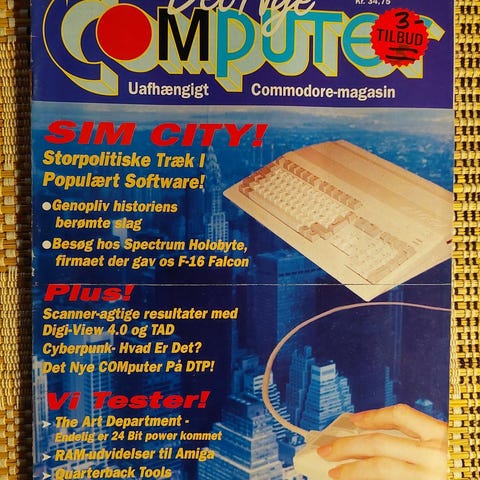 Det Nye
Kr. 34,75
COMPUTER
3-
TILBUD
Uafhængigt Commodore-magasin
SIM CITY!
Storpolitiske Træk I
Populært Software!
●Genopliv historiens
berømte slag
●Besøg hos Spectrum Holobyte,
firmaet der gav os F-16 Falcon
Plus!
Scanner-agtige resultater med
Digi-View 4.0 og TAD
Cyberpunk- Hvad Er Det?
Det Nye COMputer På DTP!
Vi Tester!
➤ The Art Department -
Endelig er 24 Bit power kommet
➤ RAM-udvidelser til Amiga
➤ Quarterback Tools